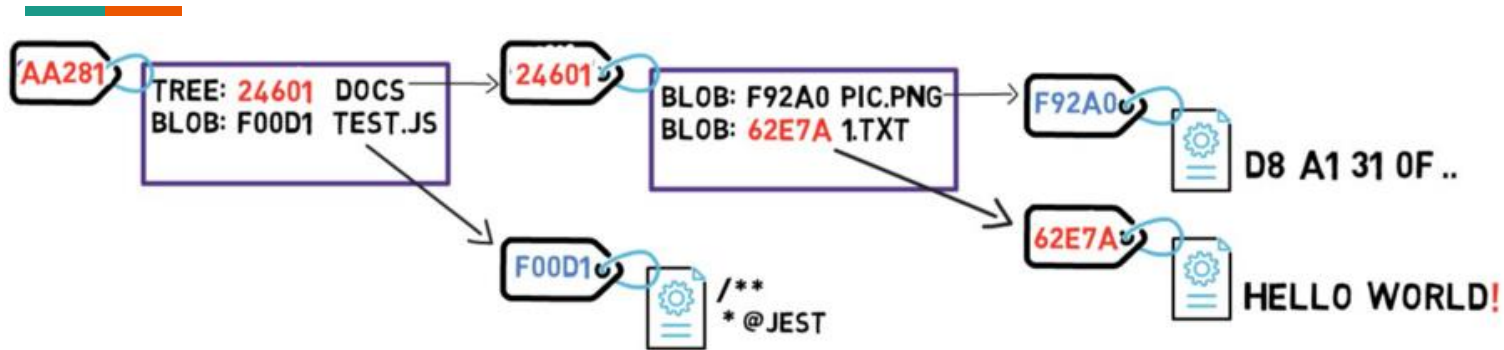 AA281
TREE: 24601 DOCS
BLOB: F00D1 TEST.JS
24601
BLOB: F92A0 PIC.PNG
BLOB: 62E7A 1.TXT
F92A0
D8 A1 31 0F ..
62E7A
HELLO WORLD!
F00D1
/**
* @JEST